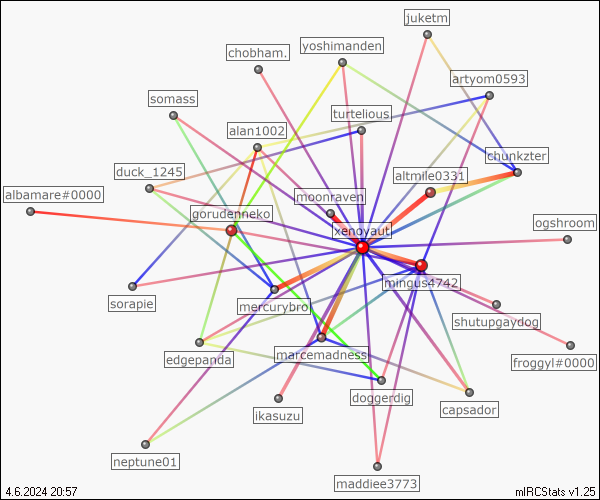 juketm
yoshimanden
chobham.
artyom0593
somass
turtelious
alan1002
chunkzter
duck_1245
altmile0331
albamare#0000
moonraven
gorudenneko
ogshroom
xenoyaut
mingus4742
sorapie
mercurybrol
shutupgaydog
edgepanda
marcemadness
froggyl#0000
doggerdig
ikasuzu
capsador
neptune01
maddiee3773
4.6.2024 20:57
mIRCStats v1.25